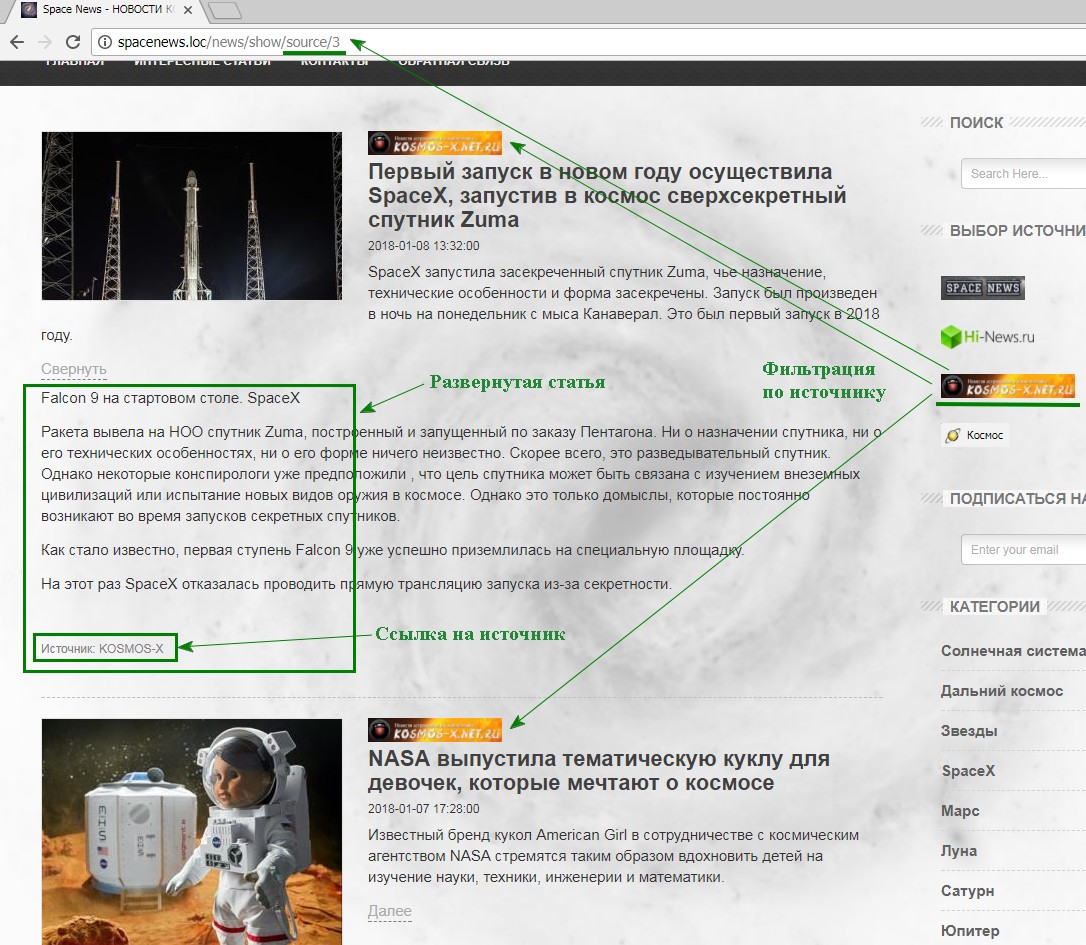 Space News - НОВОСТИ К
spacenews.loc/news/show/source/3
ГЛАВНАЯ ИНТЕРЕСНЫЕ СТАТЬИ КОНТАКТЫ ОБРАТНАЯ СВЯЗЬ
KOSMOS-X.NET.RU
Первый запуск в новом году осуществила
SpaceX, запустив в космос сверхсекретный
спутник Zuma
2018-01-08 13:32:00
SpaceX запустила засекреченный спутник Zuma, чье назначение,
технические особенности и форма засекречены. Запуск был произведен
в ночь на понедельник с мыса Канаверал. Это был первый запуск в 2018
году.
Свернуть
Развернутая статья
Falcon 9 на стартовом столе. SpaceX
Ракета вывела на НОО спутник Zuma, построенный и запущенный по заказу Пентагона. Ни о назначении спутника, ни о
его технических особенностях, ни о его форме ничего неизвестно. Скорее всего, это разведывательный спутник.
Однако некоторые конспирологи уже предположили , что цель спутника может быть связана с изучением внеземных
цивилизаций или испытание новых видов оружия в космосе. Однако это только домыслы, которые постоянно
возникают во время запусков секретных спутников.
Как стало известно, первая ступень Falcon 9 уже успешно приземлилась на специальную площадку.
На этот раз SpaceX отказалась проводить прямую трансляцию запуска из-за секретности.
Ссылка на источник
Источник: KOSMOS-X
KOSMOS-X.NET.RU
NASA выпустила тематическую куклу для
девочек, которые мечтают о космосе
2018-01-07 17:28:00
Известный бренд кукол American Girl в сотрудничестве с космическим
агентством NASA стремятся таким образом вдохновить детей на
изучение науки, техники, инженерии и математики.
Далее
Фильтрация
по источнику
ПОИСК
Search Here...
ВЫБОР ИСТОЧНИ
SPACE NEWS
Hi-News.ru
KOSMOS-X.NET.RU
Космос
ПОДПИСАТЬСЯ НА
Enter your email
КАТЕГОРИИ
Солнечная система
Дальний космос
Звезды
SpaceX
Марс
Луна
Сатурн
Юпитер